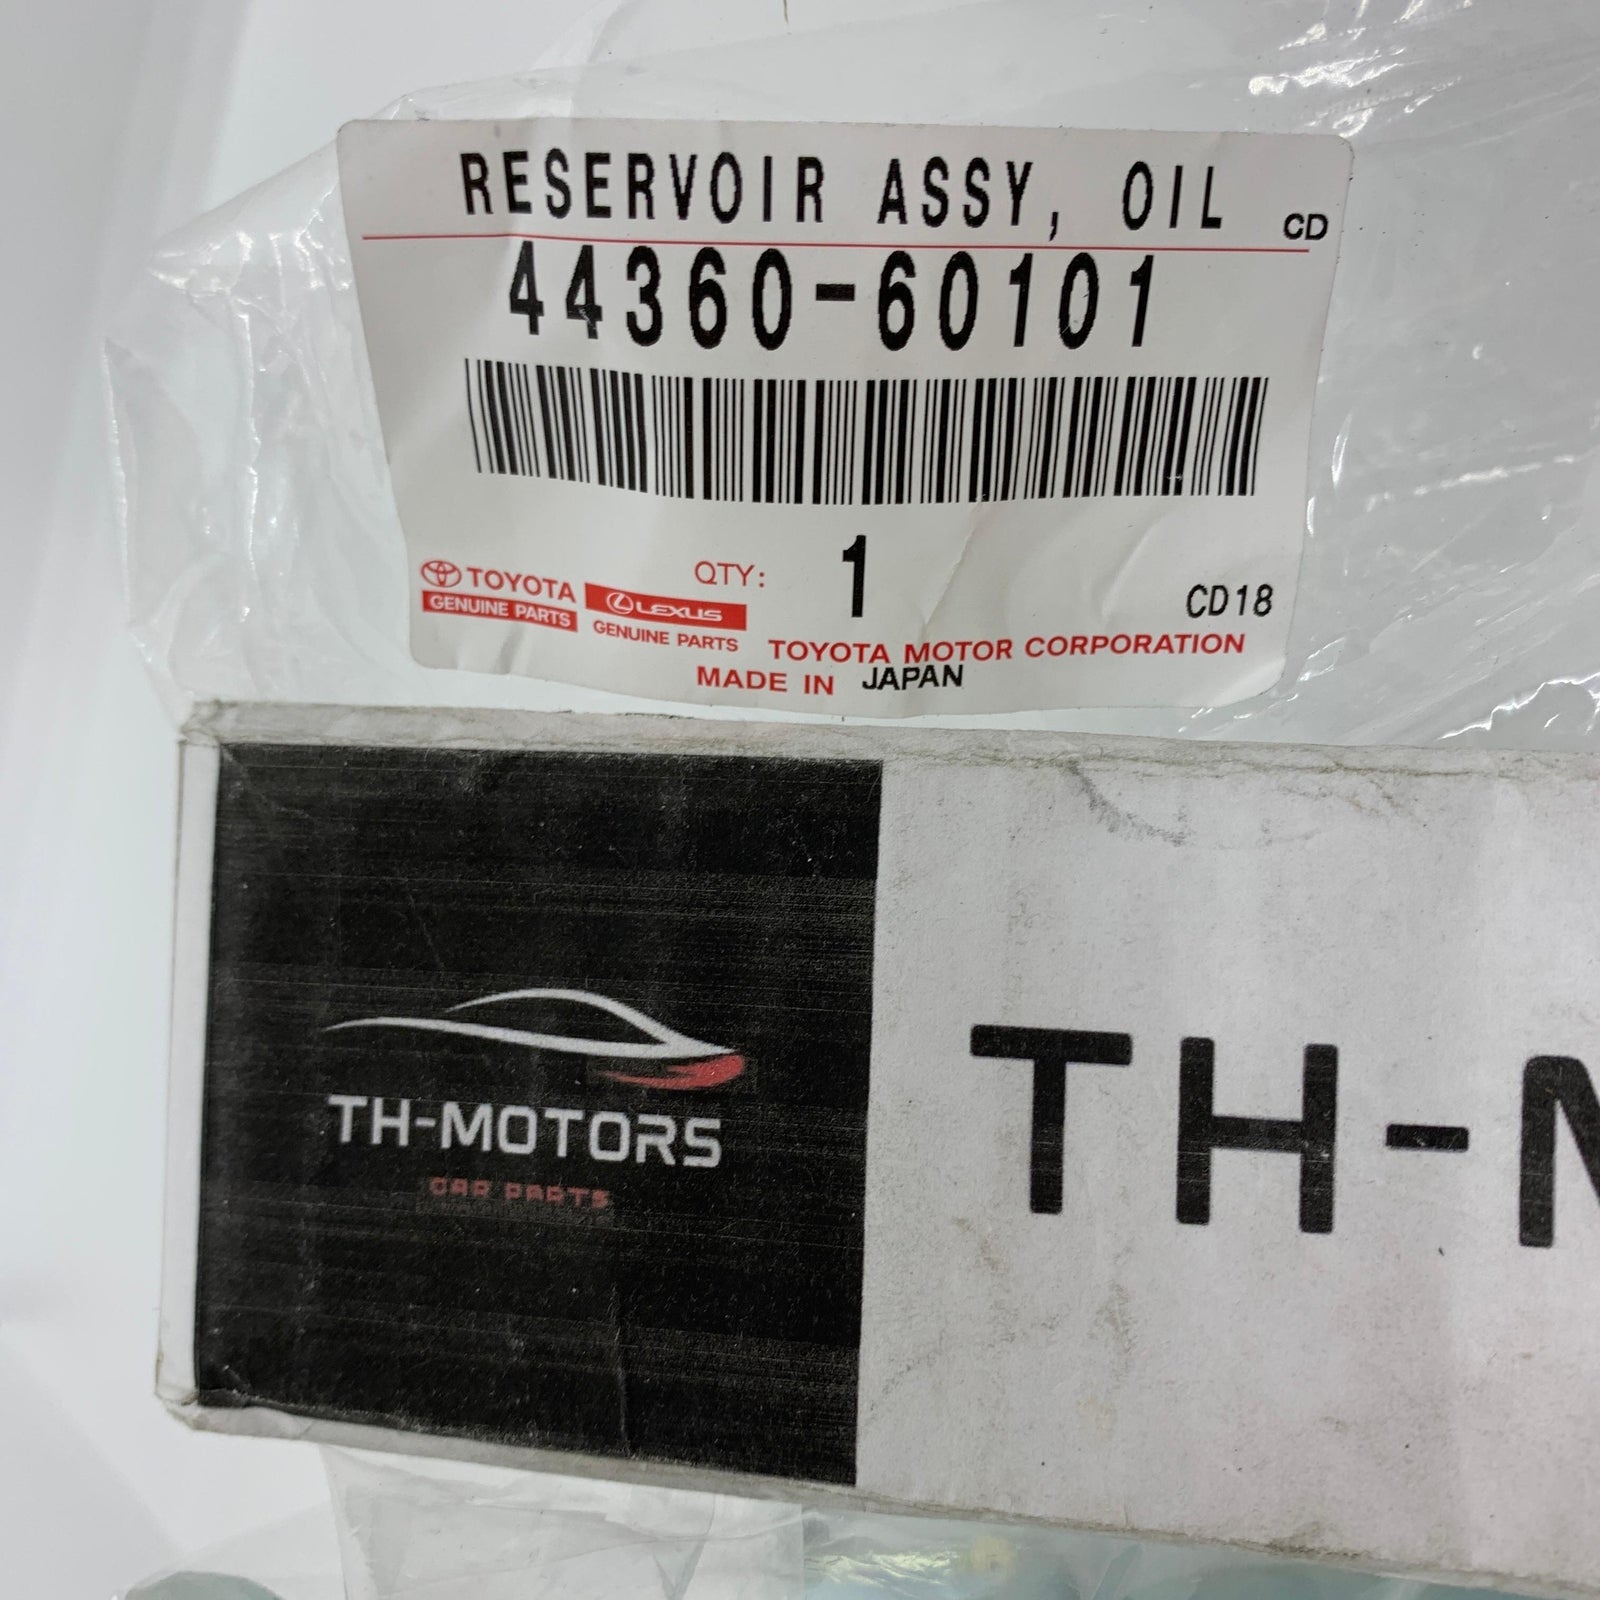 RESERVOIR ASSY, OIL CD
44360-60101
QTY: 1
CD18
TOYOTA
GENUINE PARTS
LEXUS
GENUINE PARTS
TOYOTA MOTOR CORPORATION
MADE IN JAPAN
TH-MOTORS
CAR PARTS
TH-M